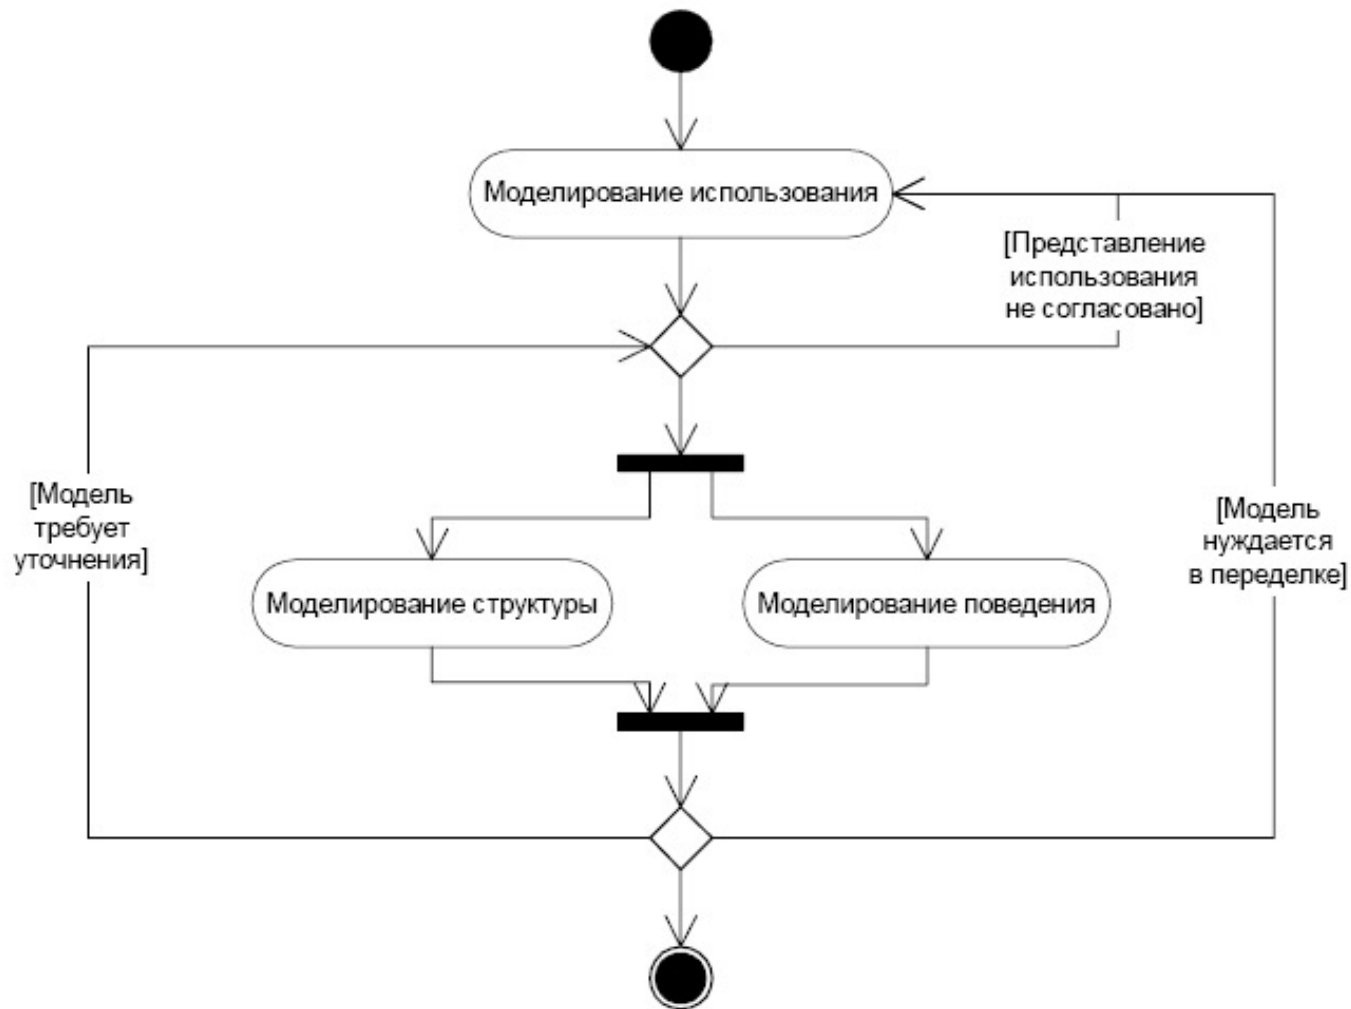 Моделирование использования
[Представление
использования
не согласовано]
[Модель
требует
уточнения]
[Модель
нуждается
в переделке]
Моделирование структуры
Моделирование поведения